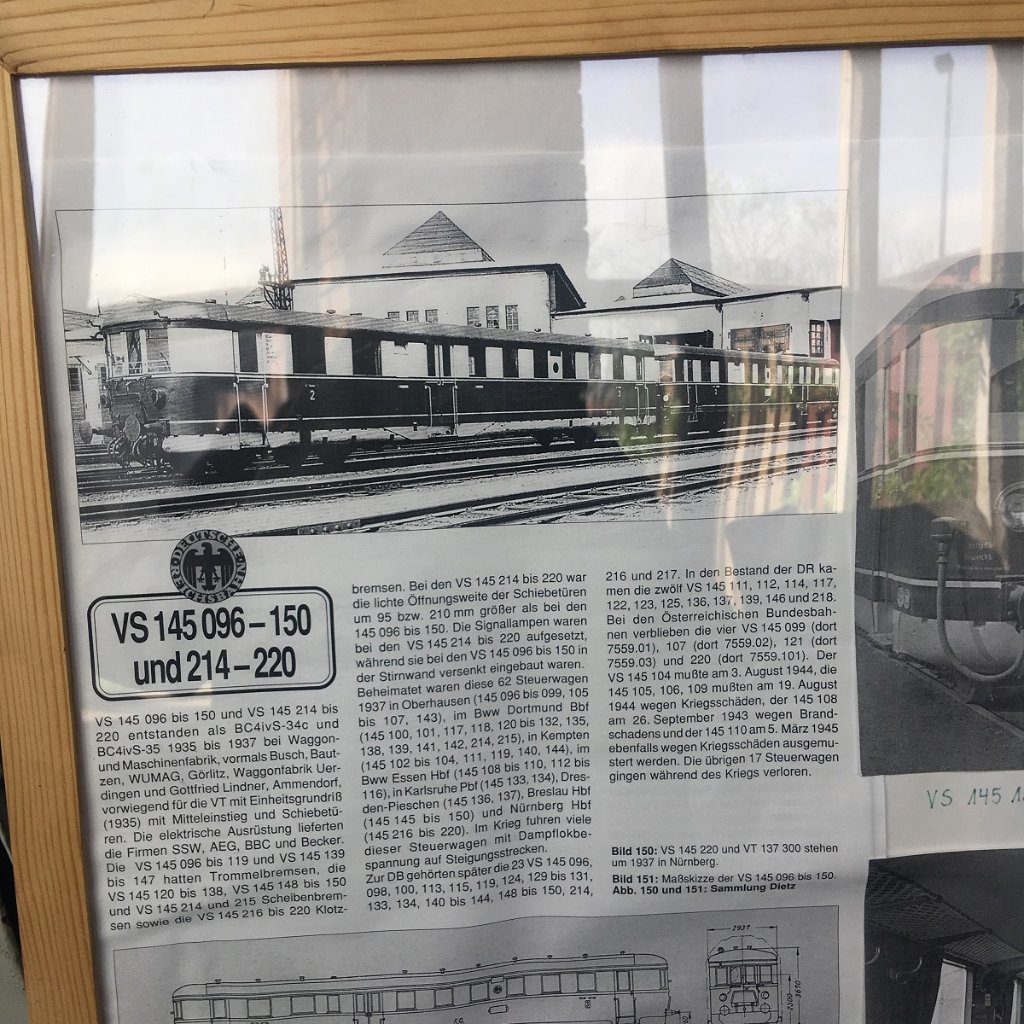 DEUTSCHE
REICHSBAHN
VS 145 096 – 150
und 214 – 220
VS 145 096 bis 150 und VS 145 214 bis
220 entstanden als BC4ivS-34c und
BC4ivS-35 1935 bis 1937 bei Waggon-
und Maschinenfabrik, vormals Busch, Baut-
zen, WUMAG, Görlitz, Waggonfabrik Uer-
dingen und Gottfried Lindner, Ammendorf,
vorwiegend für die VT mit Einheitsgrundriß
(1935) mit Mitteleinstieg und Schiebetü-
ren. Die elektrische Ausrüstung lieferten
die Firmen SSW, AEG, BBC und Becker.
Die VS 145 096 bis 119 und VS 145 139
bis 147 hatten Trommelbremsen, die
VS 145 120 bis 138, VS 145 148 bis 150
und VS 145 214 und 215 Scheibenbrem-
sen sowie die VS 145 216 bis 220 Klotz-
bremsen. Bei den VS 145 214 bis 220 war
die lichte Öffnungsweite der Schiebetüren
um 95 bzw. 210 mm größer als bei den
145 096 bis 150. Die Signallampen waren
bei den VS 145 214 bis 220 aufgesetzt,
während sie bei den VS 145 096 bis 150 in
der Stirnwand versenkt eingebaut waren.
Beheimatet waren diese 62 Steuerwagen
1937 in Oberhausen (145 096 bis 099, 105
bis 107, 143), im Bww Dortmund Bbf
(145 100, 101, 117, 118, 120 bis 132, 135,
138, 139, 141, 142, 214, 215), in Kempten
(145 102 bis 104, 111, 119, 140, 144), im
Bww Essen Hbf (145 108 bis 110, 112 bis
116), in Karlsruhe Pbf (145 133, 134), Dres-
den-Pieschen (145 136, 137), Breslau Hbf
(145 145 bis 150) und Nürnberg Hbf
(145 216 bis 220). Im Krieg fuhren viele
dieser Steuerwagen mit Dampflokbe-
spannung auf Steigungsstrecken.
Zur DB gehörten später die 23 VS 145 096,
098, 100, 113, 115, 119, 124, 129 bis 131,
133, 134, 140 bis 144, 148 bis 150, 214,
216 und 217. In den Bestand der DR ka-
men die zwölf VS 145 111, 112, 114, 117,
122, 123, 125, 136, 137, 139, 146 und 218.
Bei den Österreichischen Bundesbah-
nen verblieben die vier VS 145 099 (dort
7559.01), 107 (dort 7559.02), 121 (dort
7559.03) und 220 (dort 7559.101). Der
VS 145 104 mußte am 3. August 1944, die
145 105, 106, 109 mußten am 19. August
1944 wegen Kriegsschäden, der 145 108
am 26. September 1943 wegen Brand-
schadens und der 145 110 am 5. März 1945
ebenfalls wegen Kriegsschäden ausgemu-
stert werden. Die übrigen 17 Steuerwagen
gingen während des Kriegs verloren.
Bild 150: VS 145 220 und VT 137 300 stehen
um 1937 in Nürnberg.
Bild 151: Maßskizze der VS 145 096 bis 150.
Abb. 150 und 151: Sammlung Dietz
VS 145
2937